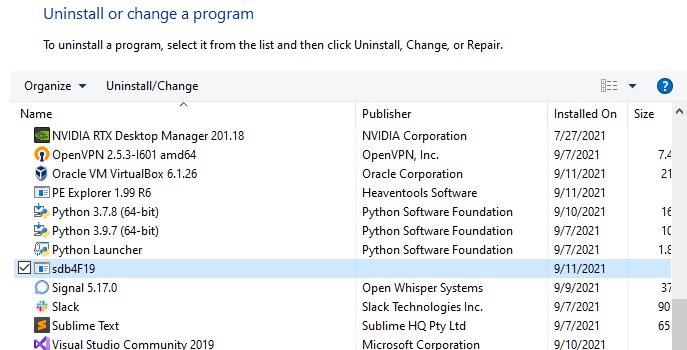 Uninstall or change a program
To uninstall a program, select it from the list and then click Uninstall, Change, or Repair.
Organize Uninstall/Change ?
Name Publisher Installed On Size
NVIDIA RTX Desktop Manager 201.18 NVIDIA Corporation 7/27/2021
OpenVPN 2.5.3-I601 amd64 OpenVPN, Inc. 9/7/2021 7.4
Oracle VM VirtualBox 6.1.26 Oracle Corporation 9/11/2021 21
PE Explorer 1.99 R6 Heaventools Software 9/11/2021
Python 3.7.8 (64-bit) Python Software Foundation 9/10/2021 16
Python 3.9.7 (64-bit) Python Software Foundation 9/7/2021 10
Python Launcher Python Software Foundation 9/7/2021 1.8
sdb4F19 9/11/2021
Signal 5.17.0 Open Whisper Systems 9/9/2021 37
Slack Slack Technologies Inc. 9/7/2021 90
Sublime Text Sublime HQ Pty Ltd 9/7/2021 65
Visual Studio Community 2019 Microsoft Corporation 9/10/2021